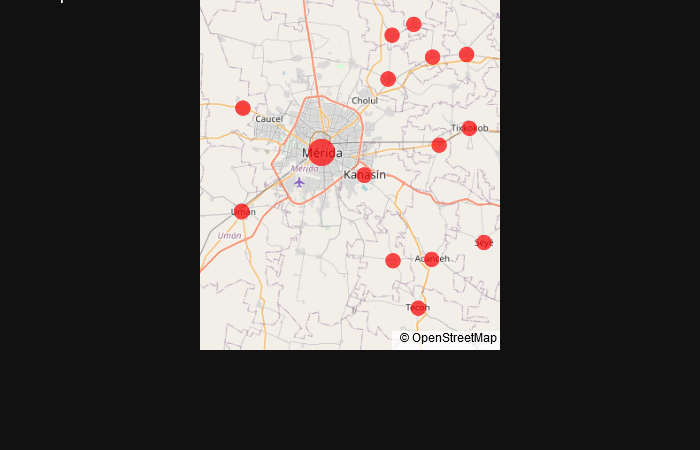 Cholul
Caucel
Tixkokob
Mérida
Mérida
Kanasín
Umán
Umán
Seyé
Acanceh
Tecoh
© OpenStreetMap